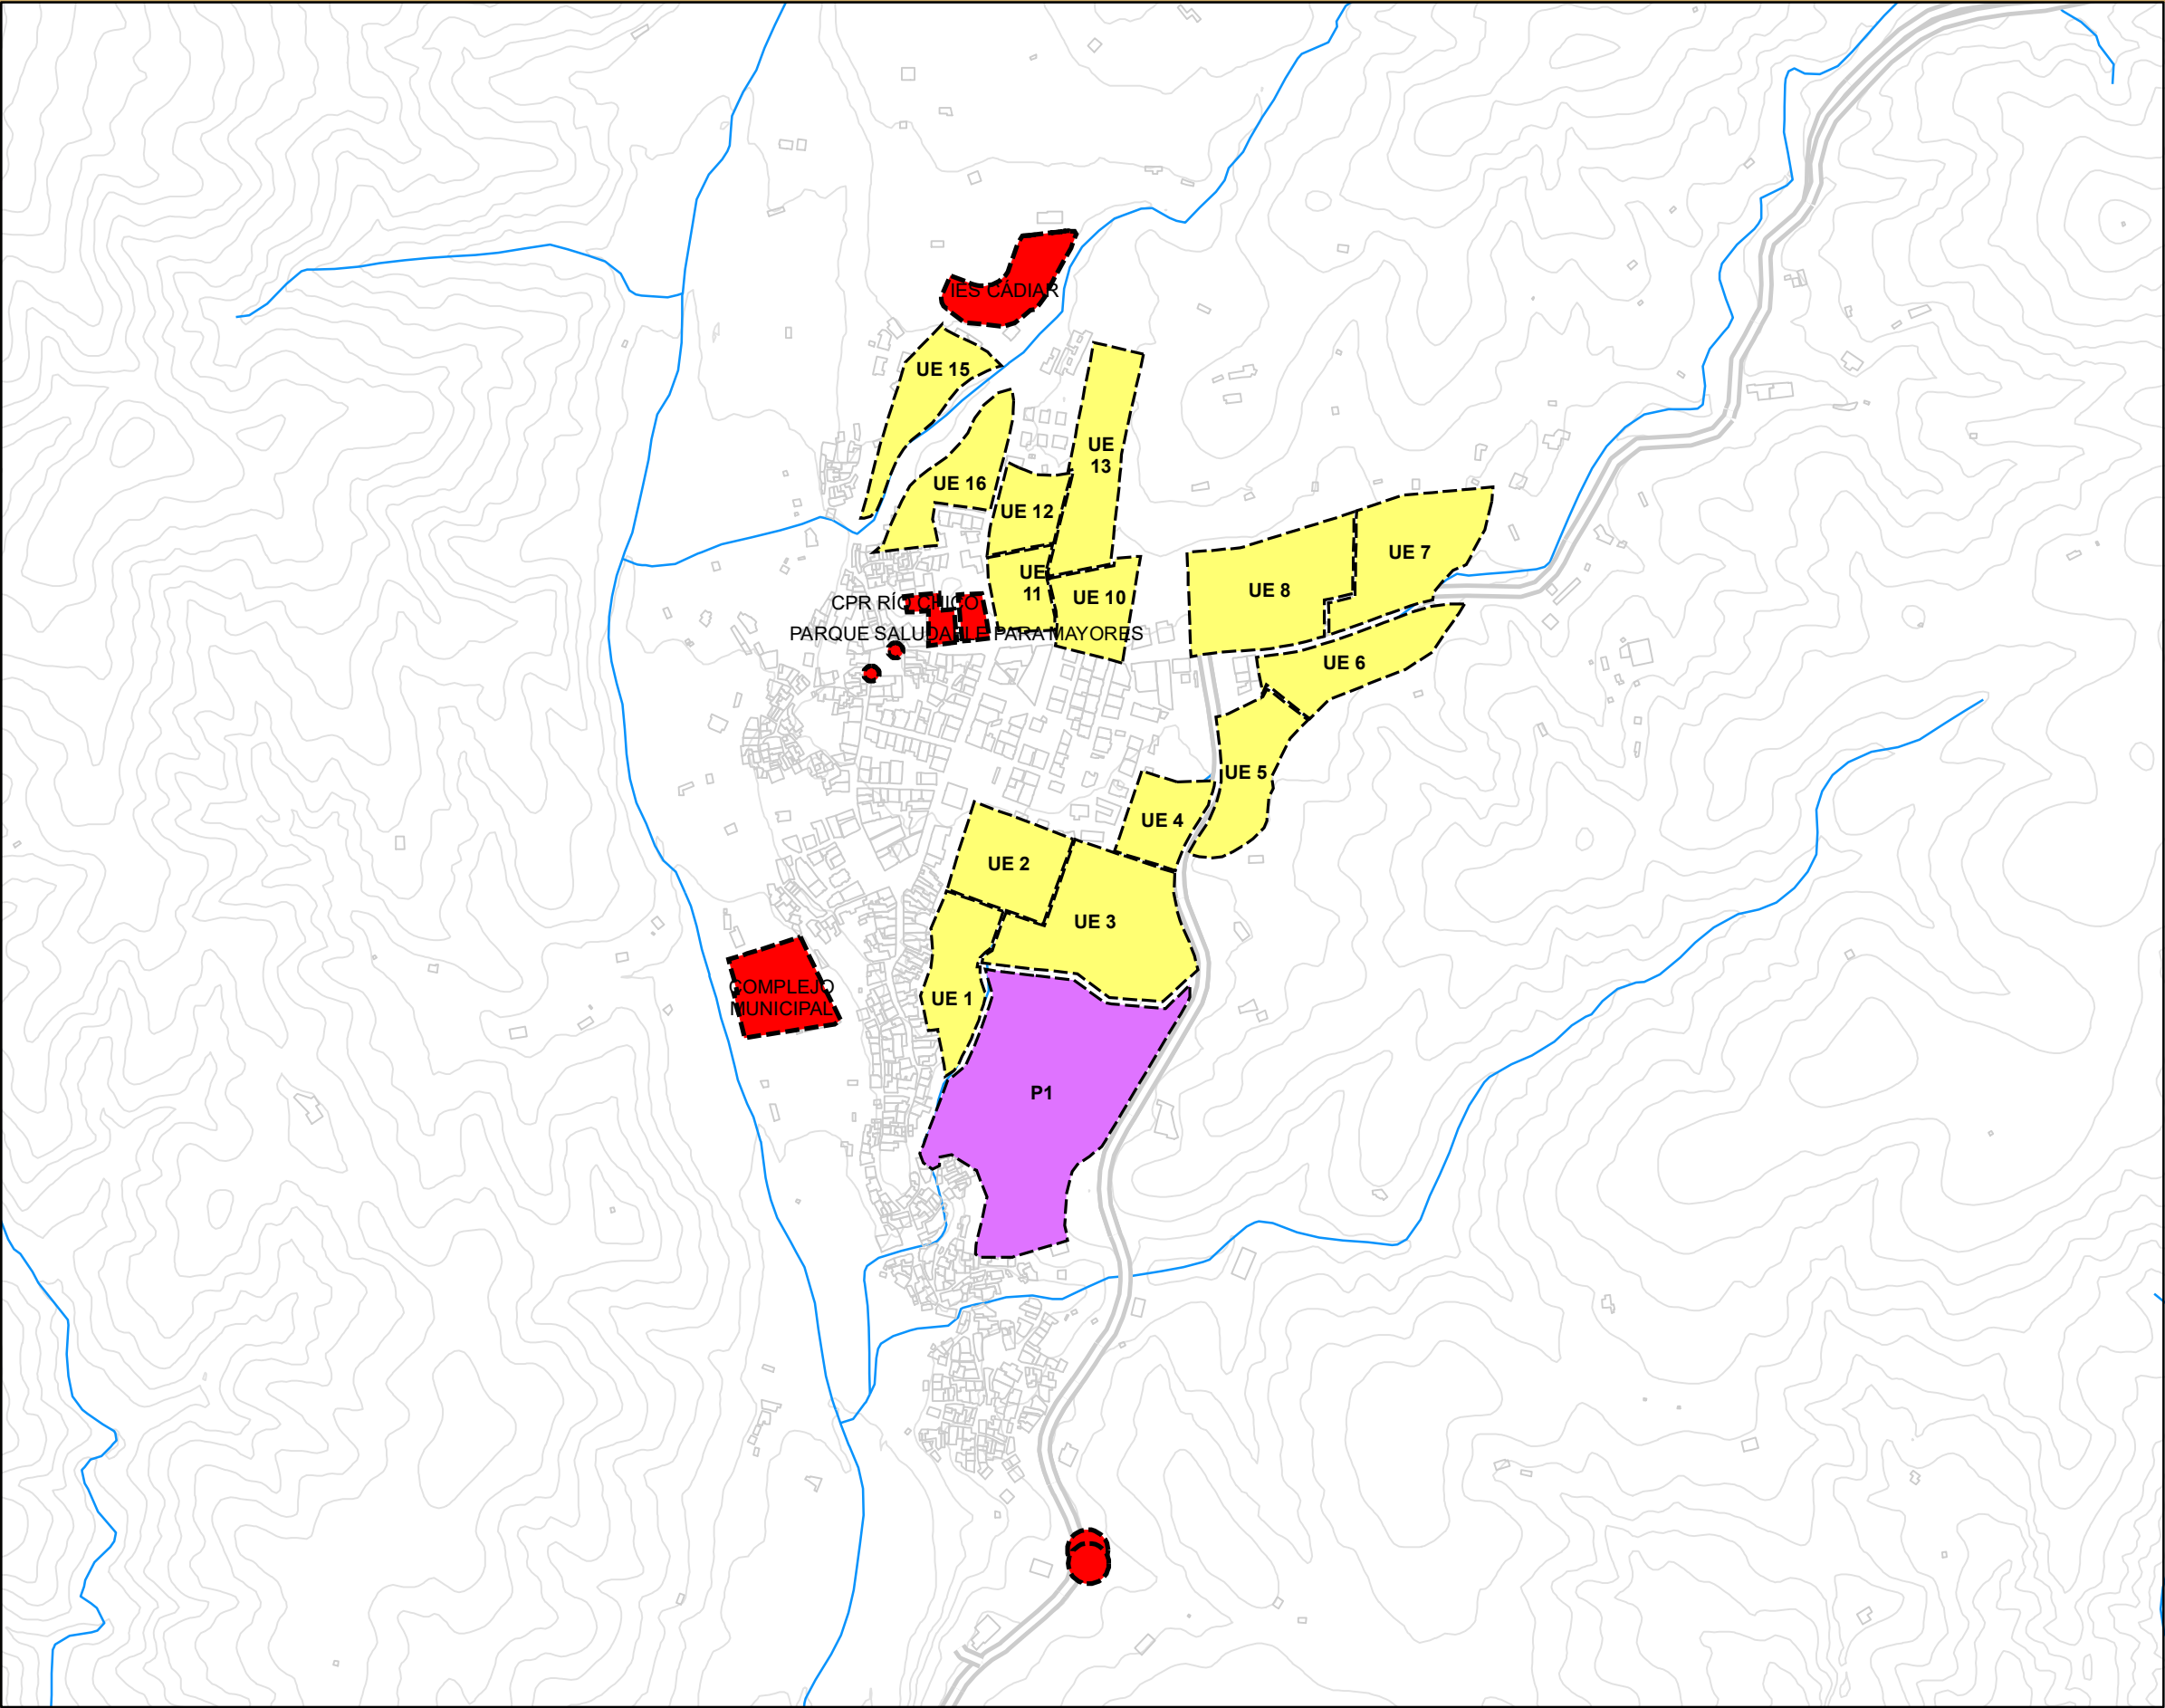 IES CÁDIAR
UE 15
UE
13
UE 16
UE 12
UE 7
UE
11
UE 8
UE 10
CPR RÍO CHICO
PARQUE SALUDABLE PARA MAYORES
UE 6
UE 5
UE 4
UE 2
UE 3
COMPLEJO
MUNICIPAL
UE 1
P1